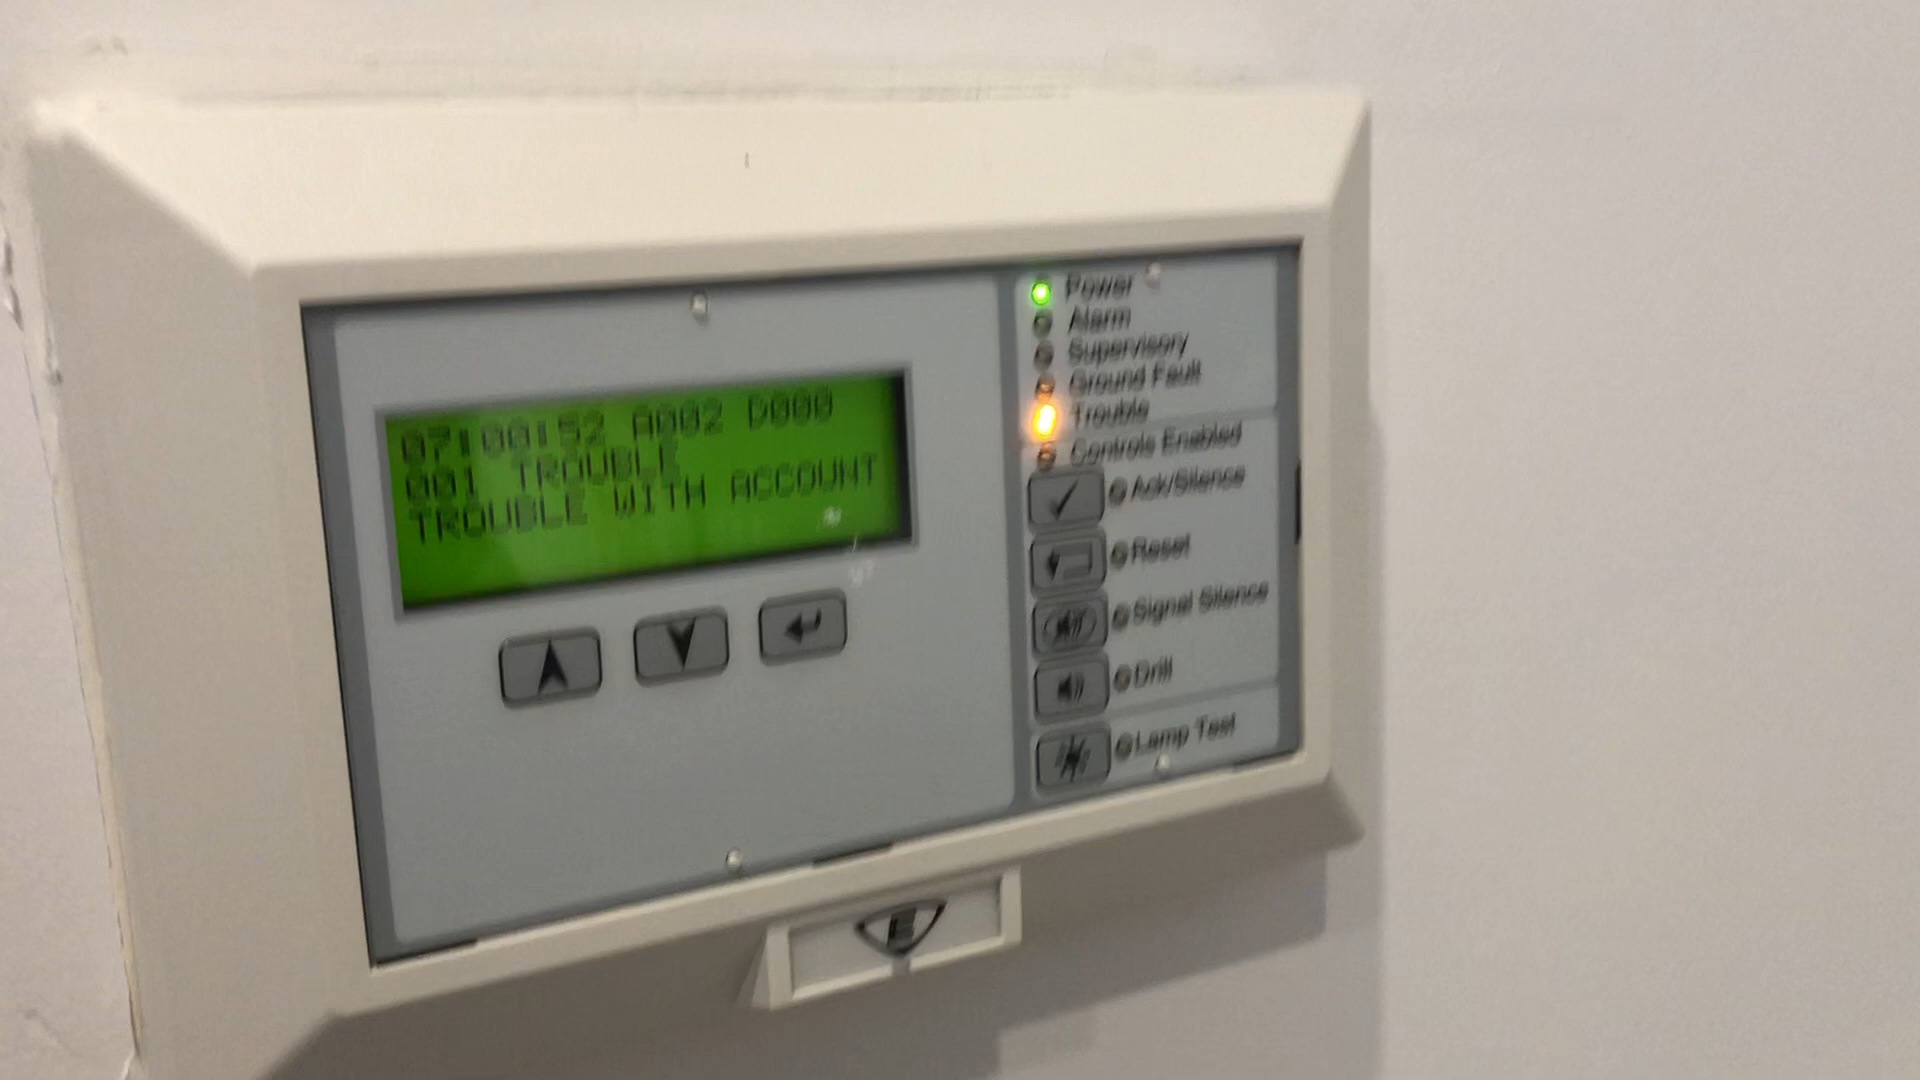 07:00:52 A002 D000
001 TROUBLE
TROUBLE WITH ACCOUNT
Power
Alarm
Supervisory
Ground Fault
Trouble
Controls Enabled
Ack/Silence
Reset
Signal Silence
Drill
Lamp Test
E